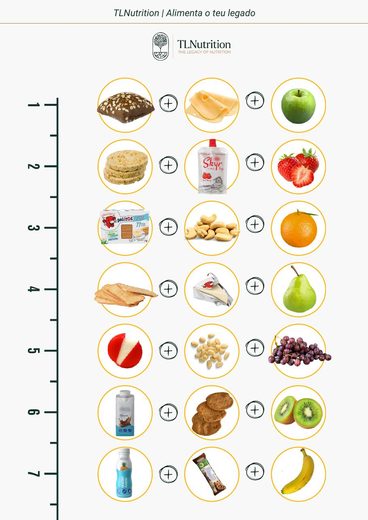 TLNutrition | Alimenta o teu legado
TLNutrition
THE LEGACY OF NUTRITION
1
2
Skyr
3
4
5
6
7